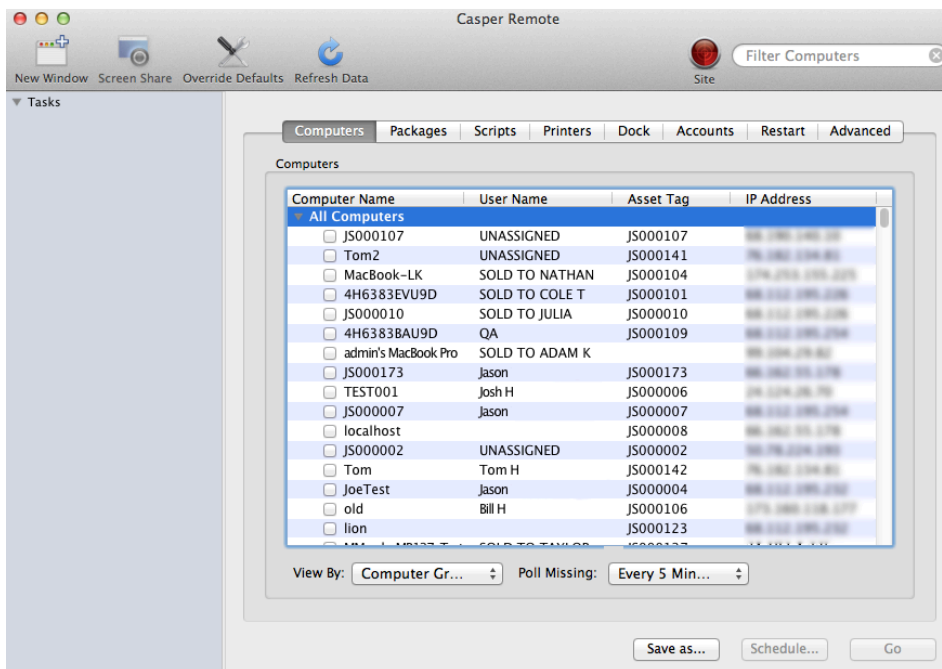 Casper Remote
New Window Screen Share Override Defaults Refresh Data Site Filter Computers
Tasks
Computers Packages Scripts Printers Dock Accounts Restart Advanced
Computers
Computer Name User Name Asset Tag IP Address
All Computers
JS000107 UNASSIGNED JS000107
Tom2 UNASSIGNED JS000141
MacBook-LK SOLD TO NATHAN JS000104
4H6383EVU9D SOLD TO COLE T JS000101
JS000010 SOLD TO JULIA JS000010
4H6383BAU9D QA JS000109
admin's MacBook Pro SOLD TO ADAM K
JS000173 Jason JS000173
TEST001 Josh H JS000006
JS000007 Jason JS000007
localhost JS000008
JS000002 UNASSIGNED JS000002
Tom Tom H JS000142
JoeTest Jason JS000004
old Bill H JS000106
lion JS000123
View By: Computer Gr... Poll Missing: Every 5 Min...
Save as... Schedule... Go